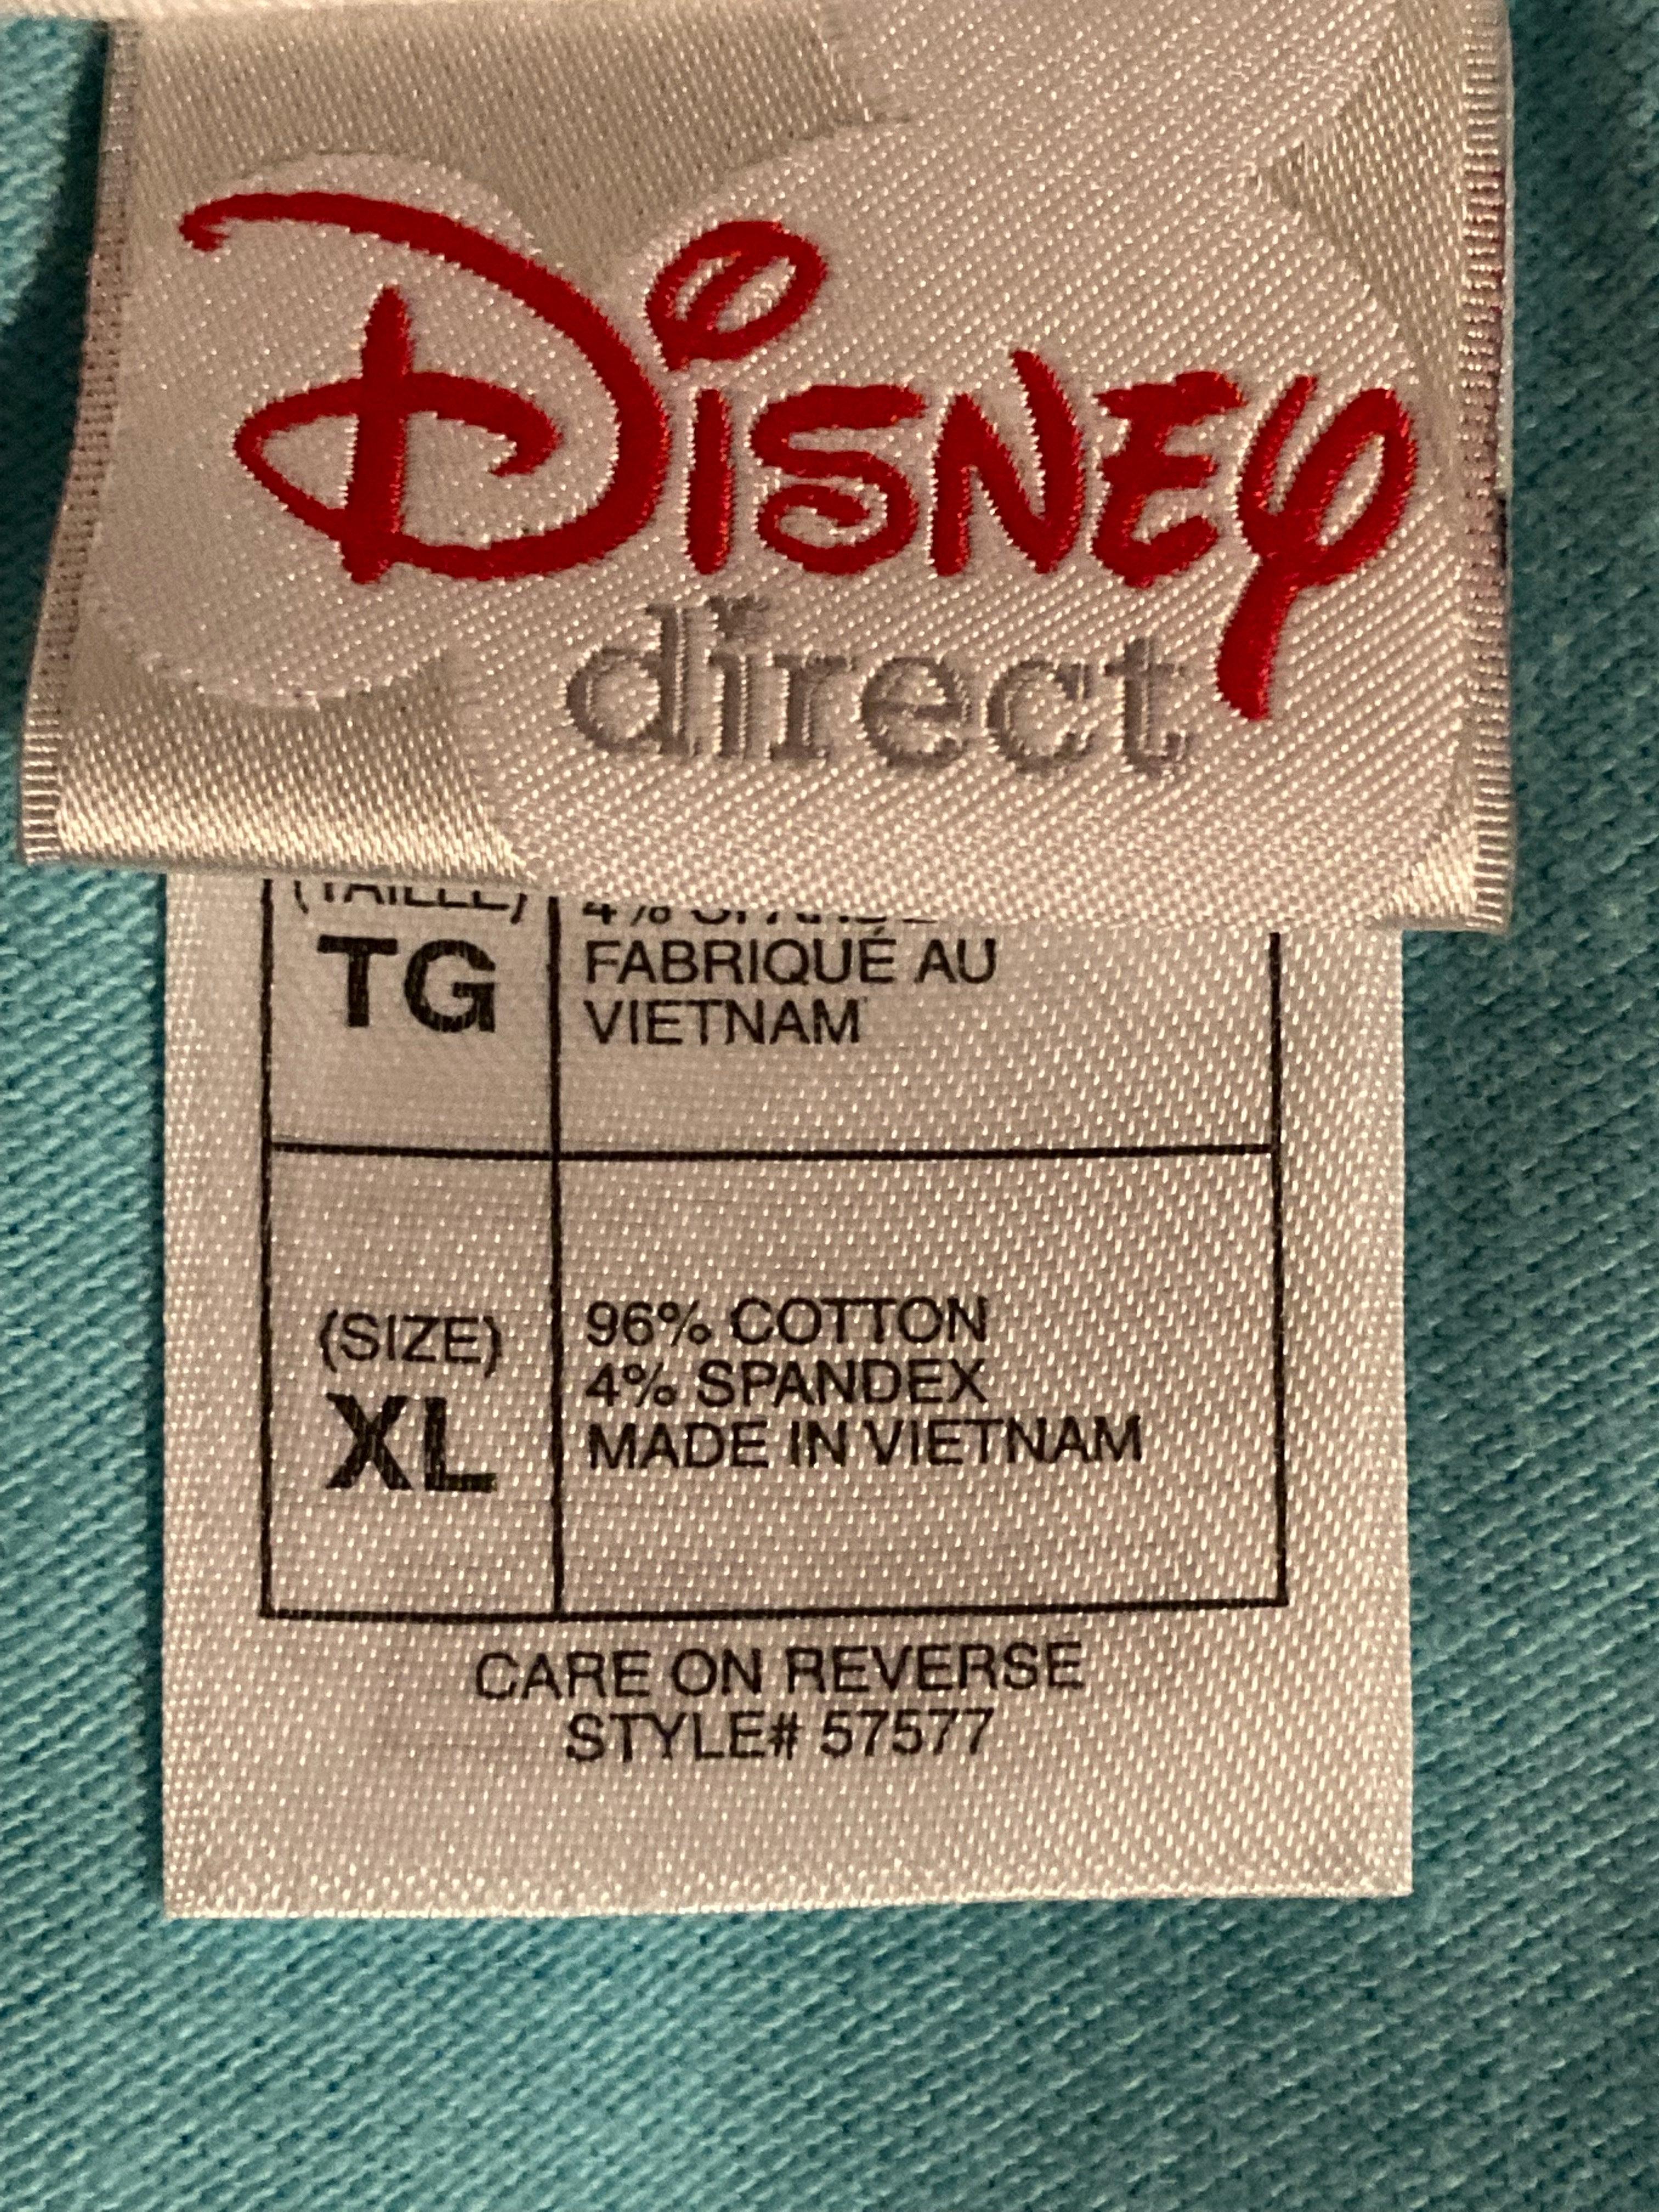 Disney
direct
(TAILLE)
TG
FABRIQUÉ AU
VIETNAM
(SIZE)
XL
96% COTTON
4% SPANDEX
MADE IN VIETNAM
CARE ON REVERSE
STYLE# 57577